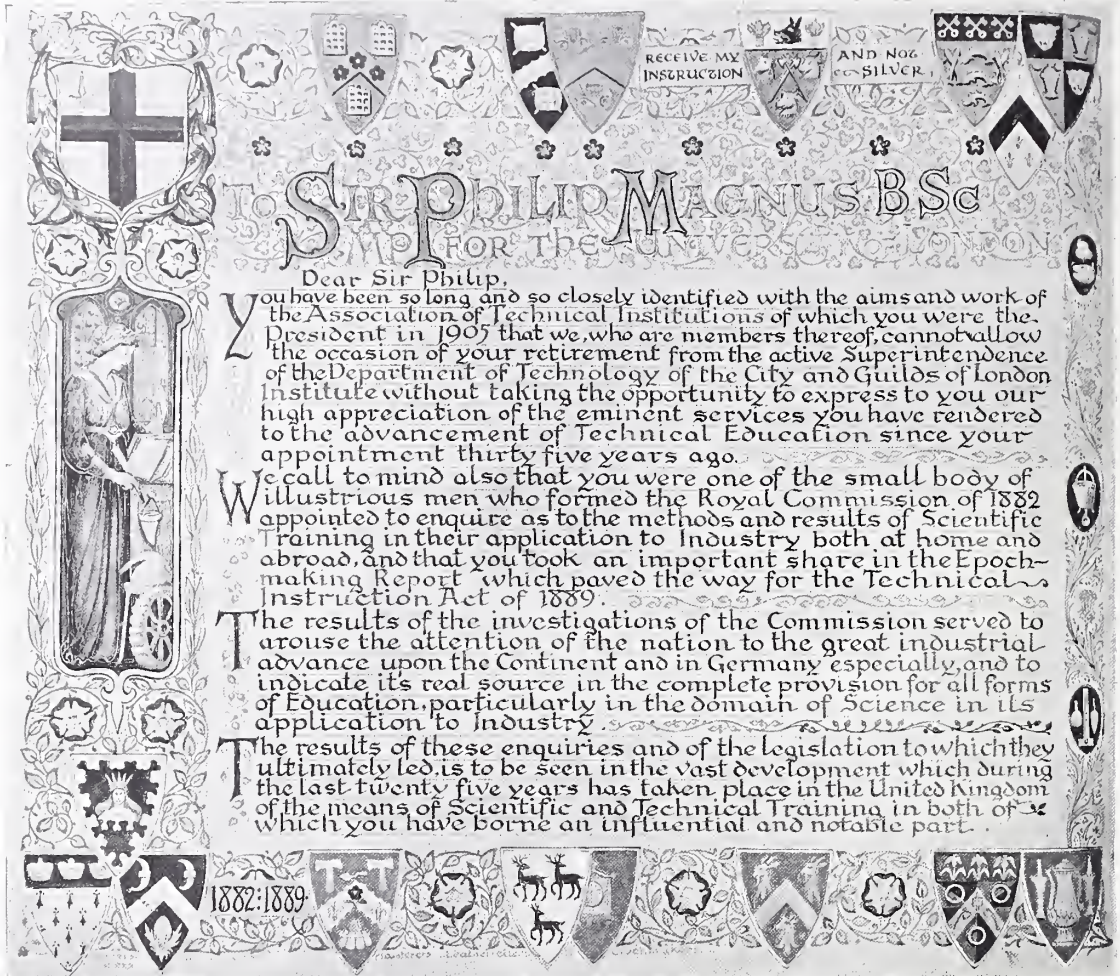 RECEIVE MY
INSTRUCTION
AND NOT
SILVER,
TO SIR PHILIP MAGNUS: BSc
MP FOR THE UNIVERSITY OF LONDON
Dear Sir Philip,
You have been so long and so closely identified with the aims and work of
the Association of Technical Institutions of which you were the
President in 1905 that we, who are members thereof, cannot allow
the occasion of your retirement from the active Superintendence
of the Department of Technology of the City and Guilds of London
Institute without taking the opportunity to express to you our
high appreciation of the eminent services you have rendered
to the advancement of Technical Education since your
appointment thirty five years ago.
We call to mind also that you were one of the small body of
illustrious men who formed the Royal Commission of 1882
appointed to enquire as to the methods and results of Scientific
Training in their application to Industry both at home and
abroad, and that you took an important share in the Epoch-
making Report which paved the way for the Technical
Instruction Act of 1889.
The results of the investigations of the Commission served to
arouse the attention of the nation to the great industrial
advance upon the Continent and in Germany especially, and to
indicate it's real source in the complete provision for all forms
of Education, particularly in the domain of Science in its
application to Industry.
The results of these enquiries and of the legislation to which they
ultimately led, is to be seen in the vast development which during
the last twenty five years has taken place in the United Kingdom
of the means of Scientific and Technical Training in both of
which you have borne an influential and notable part.
1882:1889